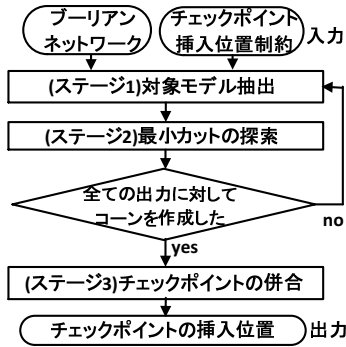 ブーリアン
ネットワーク
チェックポイント
挿入位置制約
入力
(ステージ1)対象モデル抽出
(ステージ2)最小カットの探索
全ての出力に対して
コーンを作成した
no
yes
(ステージ3)チェックポイントの併合
チェックポイントの挿入位置
出力